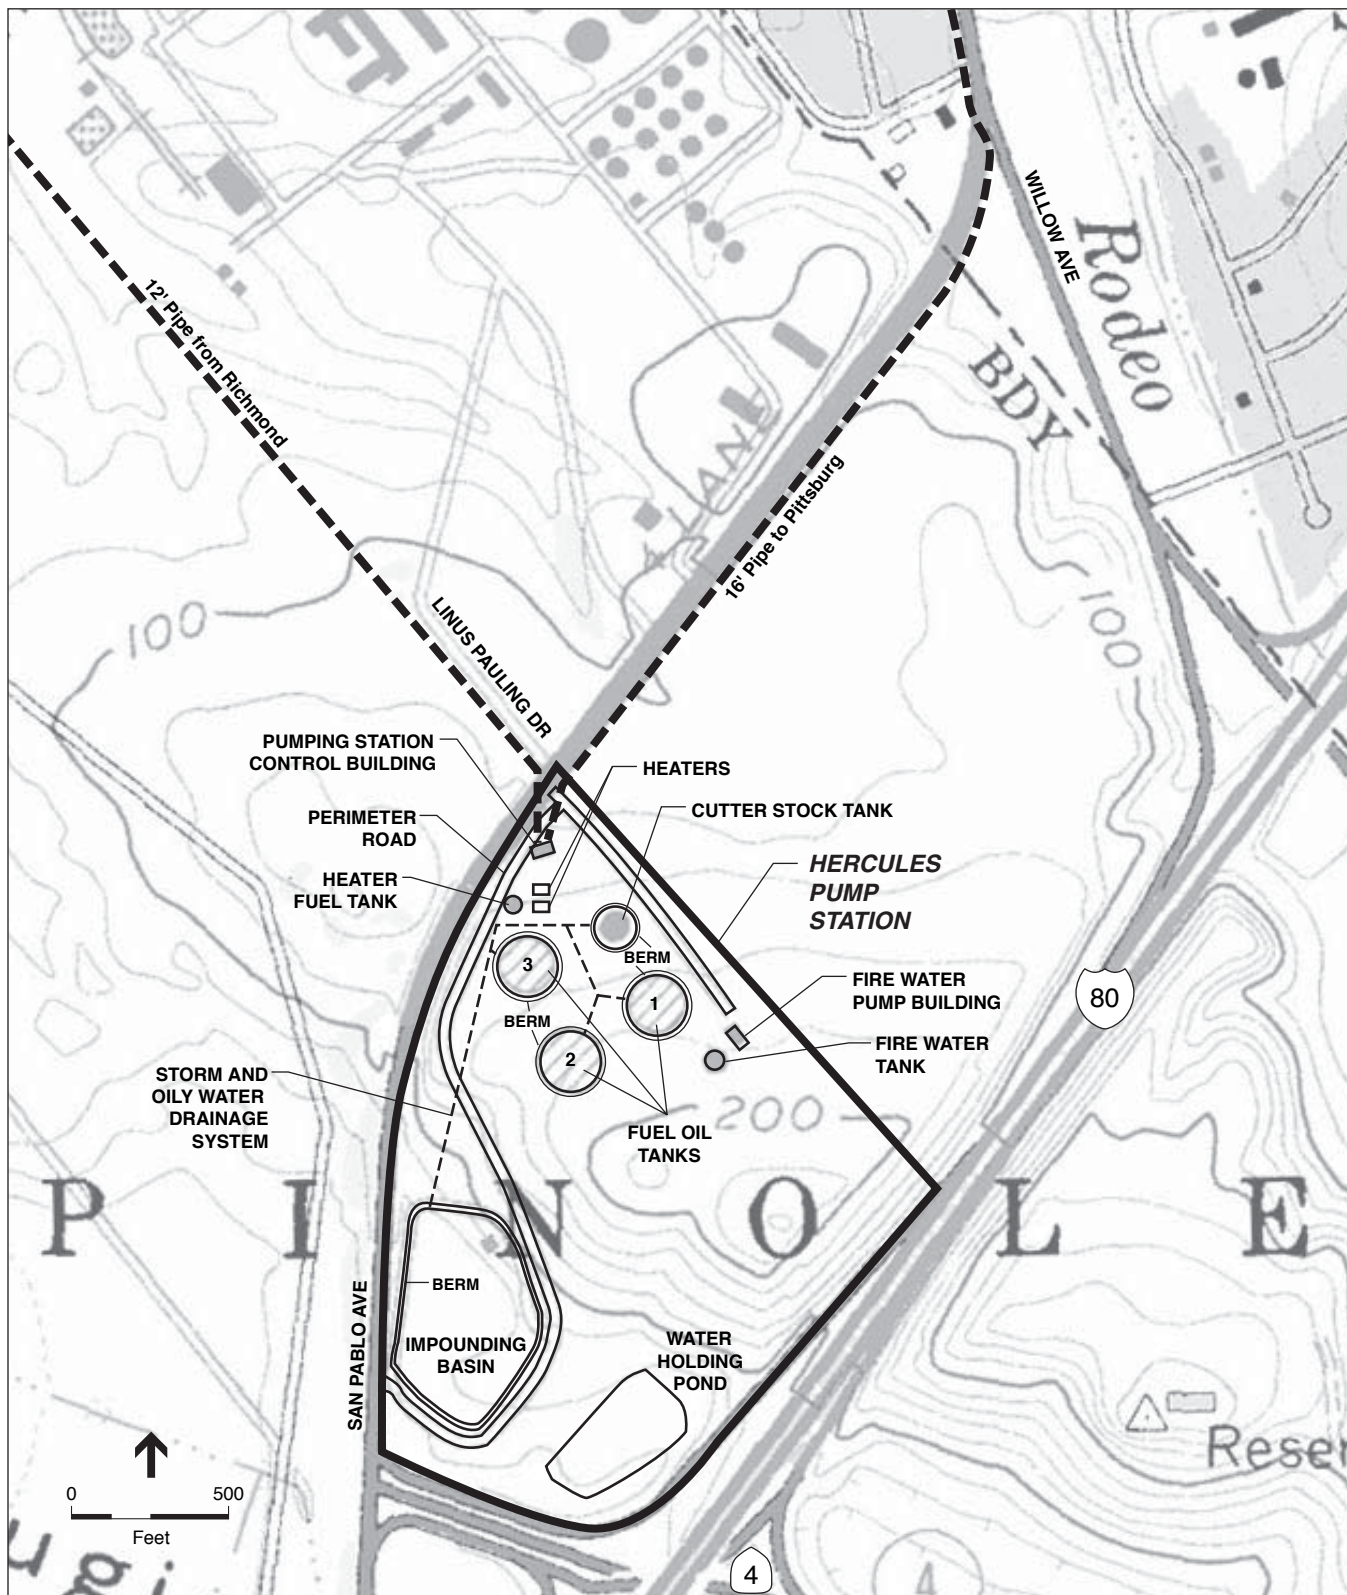 WILLOW AVE
Rodeo
BDY
12' Pipe from Richmond
16' Pipe to Pittsburg
100
100
LINUS PAULING DR
PUMPING STATION
CONTROL BUILDING
HEATERS
CUTTER STOCK TANK
PERIMETER
ROAD
HERCULES
PUMP
STATION
HEATER
FUEL TANK
BERM
3
1
FIRE WATER
PUMP BUILDING
80
BERM
2
FIRE WATER
TANK
STORM AND
OILY WATER
DRAINAGE
SYSTEM
200
FUEL OIL
TANKS
P I N O L E
BERM
SAN PABLO AVE
IMPOUNDING
BASIN
WATER
HOLDING
POND
Reser
0 500
Feet
4
4